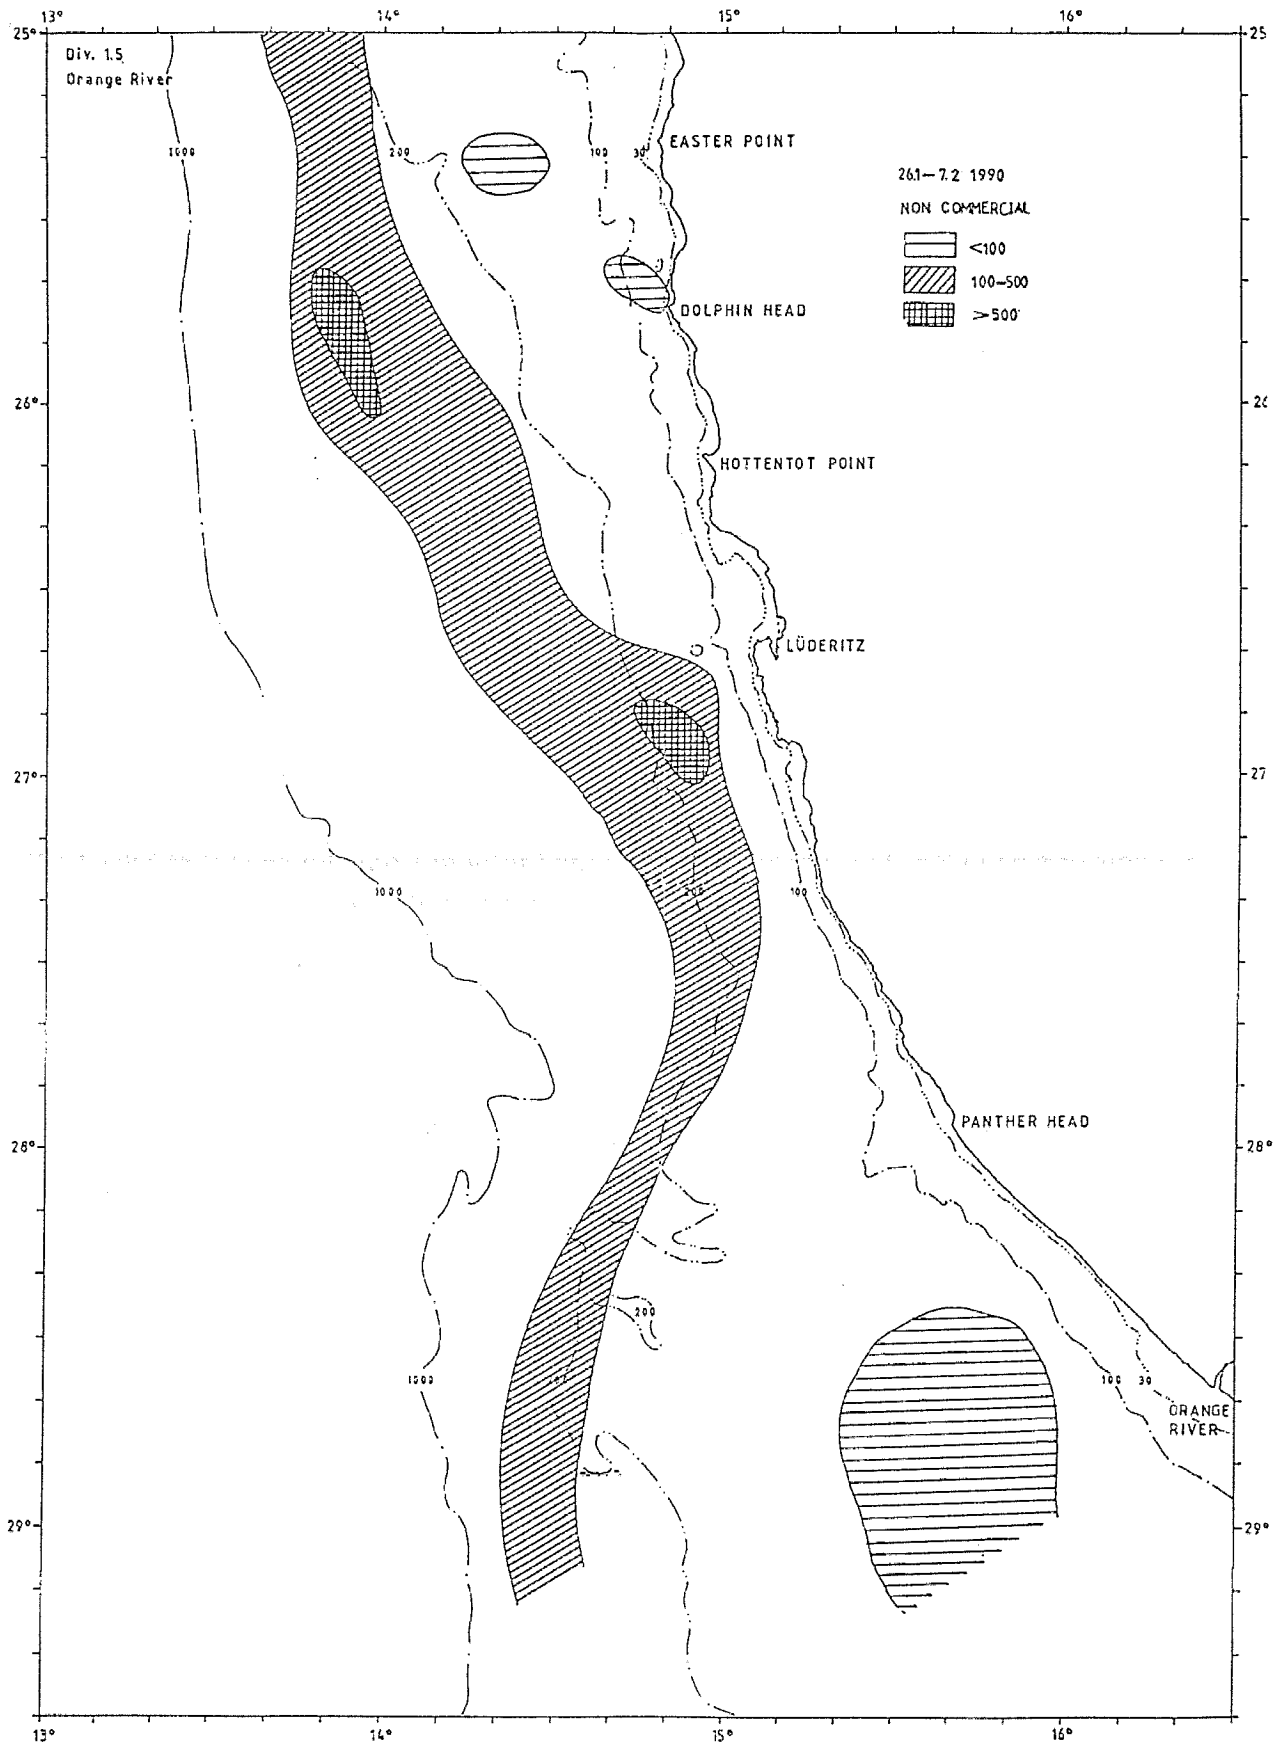 13° 14° 15° 16°
25° 25
Div. 1.5
Orange River
EASTER POINT
1000 200 100 30
26.1–7.2 1990
NON COMMERCIAL
<100
100–500
>500
DOLPHIN HEAD
26° 26
HOTTENTOT POINT
LÜDERITZ
27° 27
1000 200 100
PANTHER HEAD
28° 28°
200
1000 100 30
ORANGE
RIVER
29° 29°
13° 14° 15° 16°